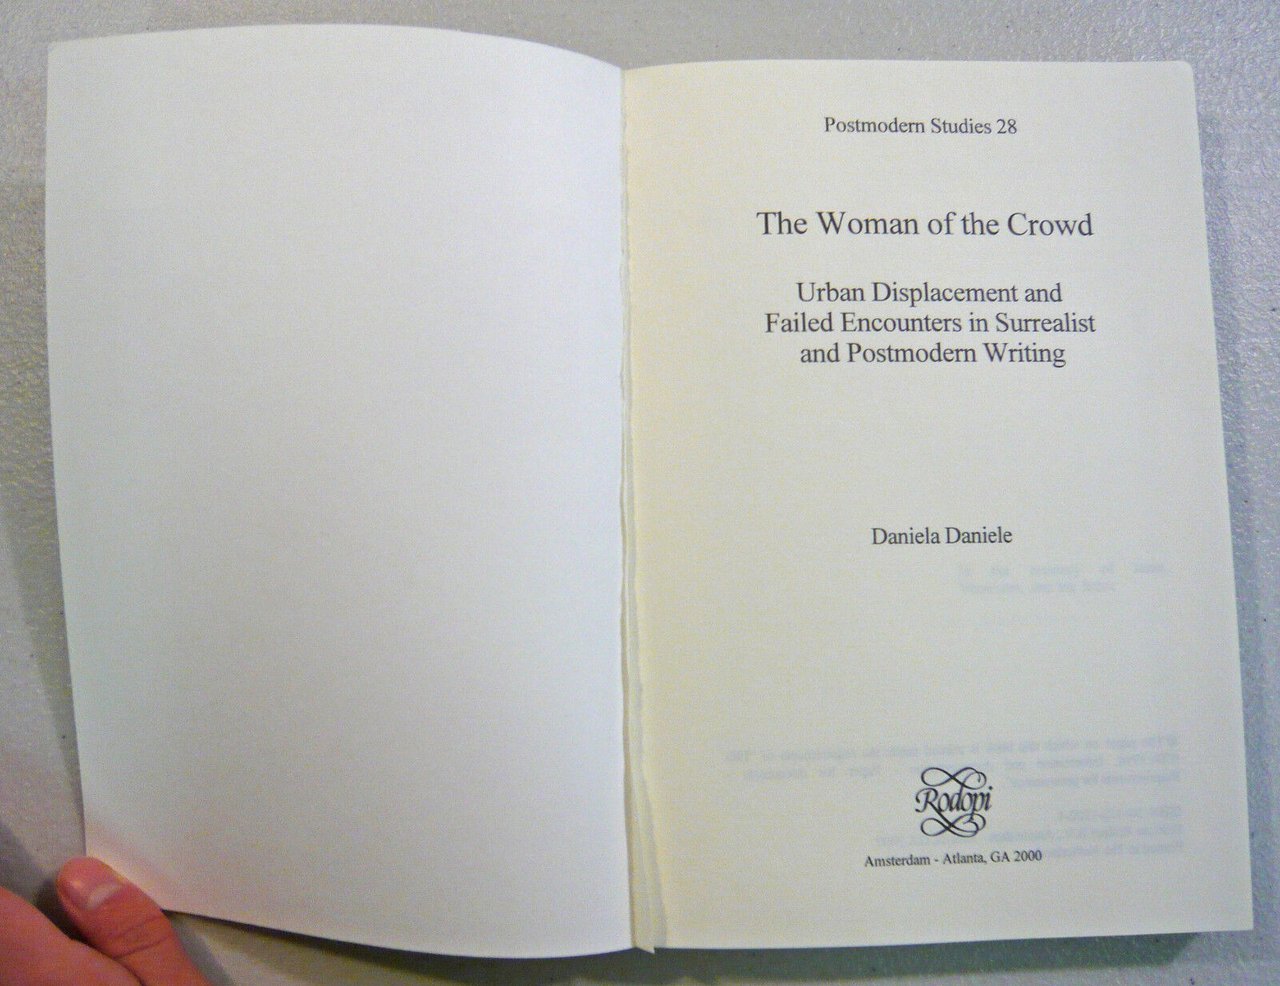 Postmodern Studies 28
The Woman of the Crowd
Urban Displacement and
Failed Encounters in Surrealist
and Postmodern Writing
Daniela Daniele
Rodopi
Amsterdam - Atlanta, GA 2000